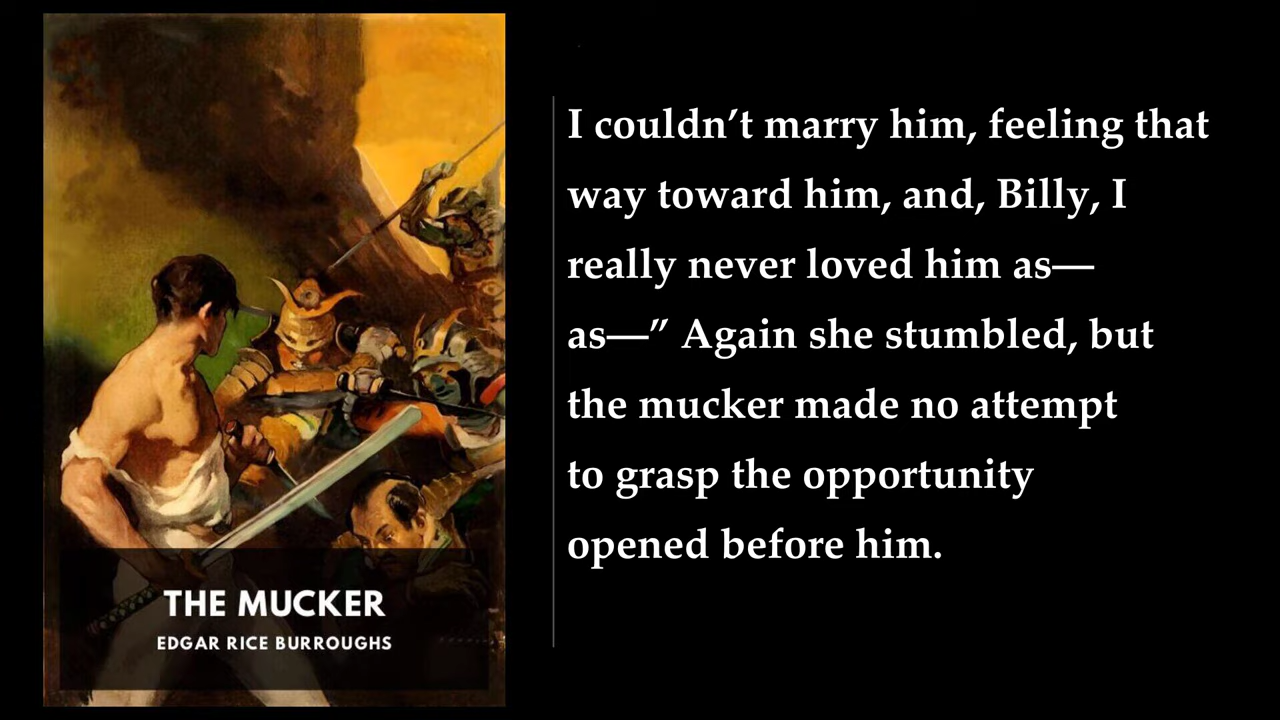 THE MUCKER
EDGAR RICE BURROUGHS
I couldn’t marry him, feeling that
way toward him, and, Billy, I
really never loved him as—
as—” Again she stumbled, but
the mucker made no attempt
to grasp the opportunity
opened before him.